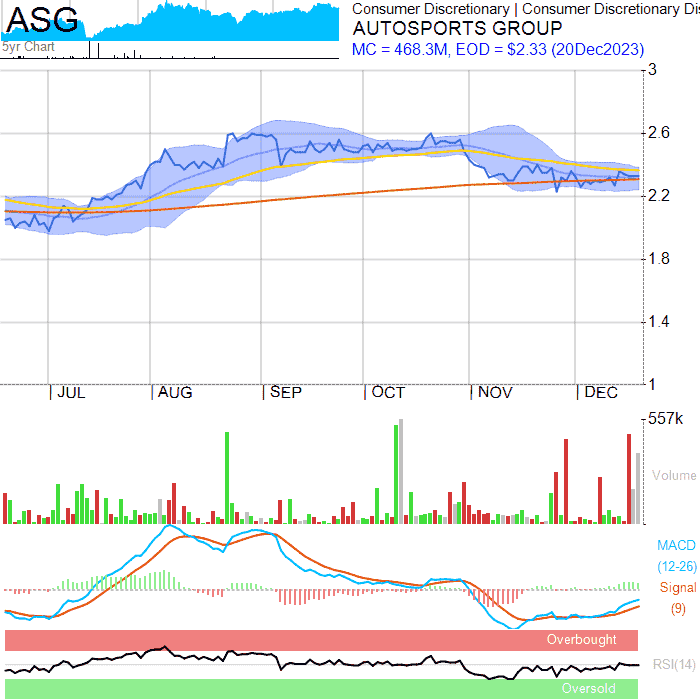 ASG
5yr Chart
Consumer Discretionary | Consumer Discretionary Dis
AUTOSPORTS GROUP
MC = 468.3M, EOD = $2.33 (20Dec2023)
3
2.6
2.2
1.8
1.4
1
JUL AUG SEP OCT NOV DEC
557k
Volume
MACD
(12-26)
Signal
(9)
Overbought
RSI(14)
Oversold